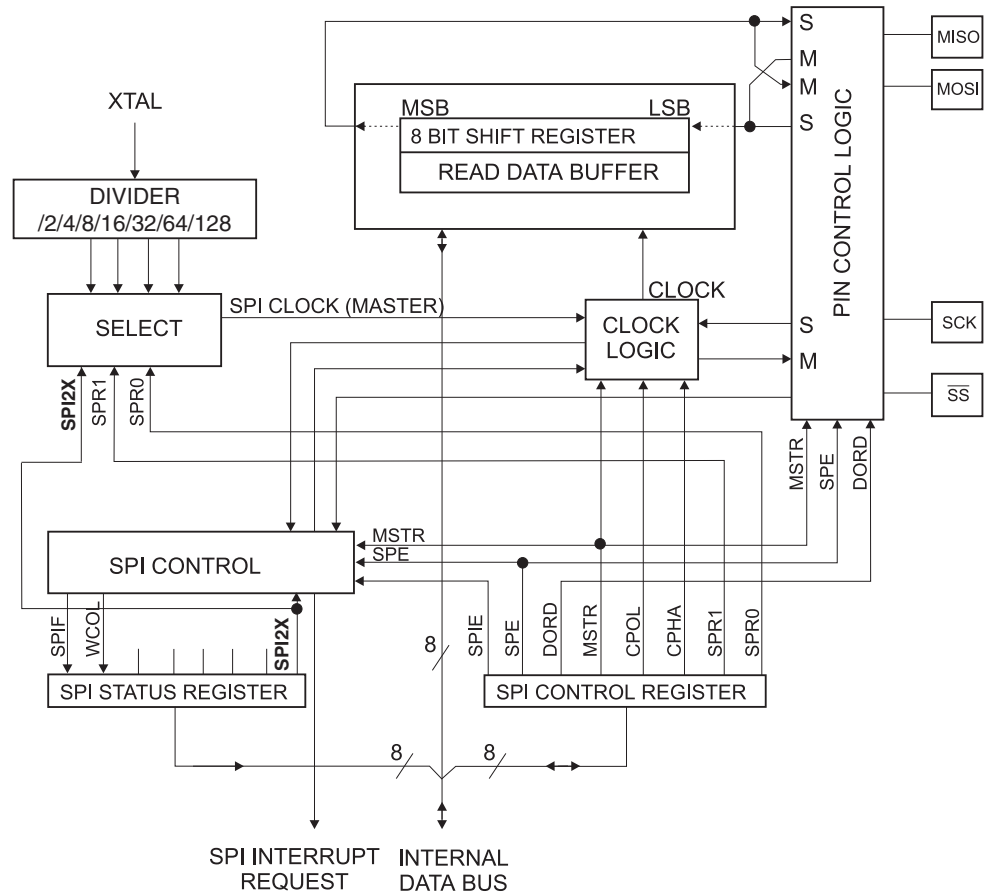 S
MISO
M
XTAL
M
MOSI
MSB
LSB
S
8 BIT SHIFT REGISTER
READ DATA BUFFER
PIN CONTROL LOGIC
DIVIDER
/2/4/8/16/32/64/128
SPI CLOCK (MASTER)
CLOCK
SELECT
CLOCK
LOGIC
S
SCK
M
SPI2X
SPR1
SPR0
SS
MSTR
SPE
DORD
MSTR
SPE
SPI CONTROL
SPIF
WCOL
SPI2X
8
SPIE
SPE
DORD
MSTR
CPOL
CPHA
SPR1
SPR0
SPI STATUS REGISTER
SPI CONTROL REGISTER
8
8
SPI INTERRUPT
REQUEST
INTERNAL
DATA BUS